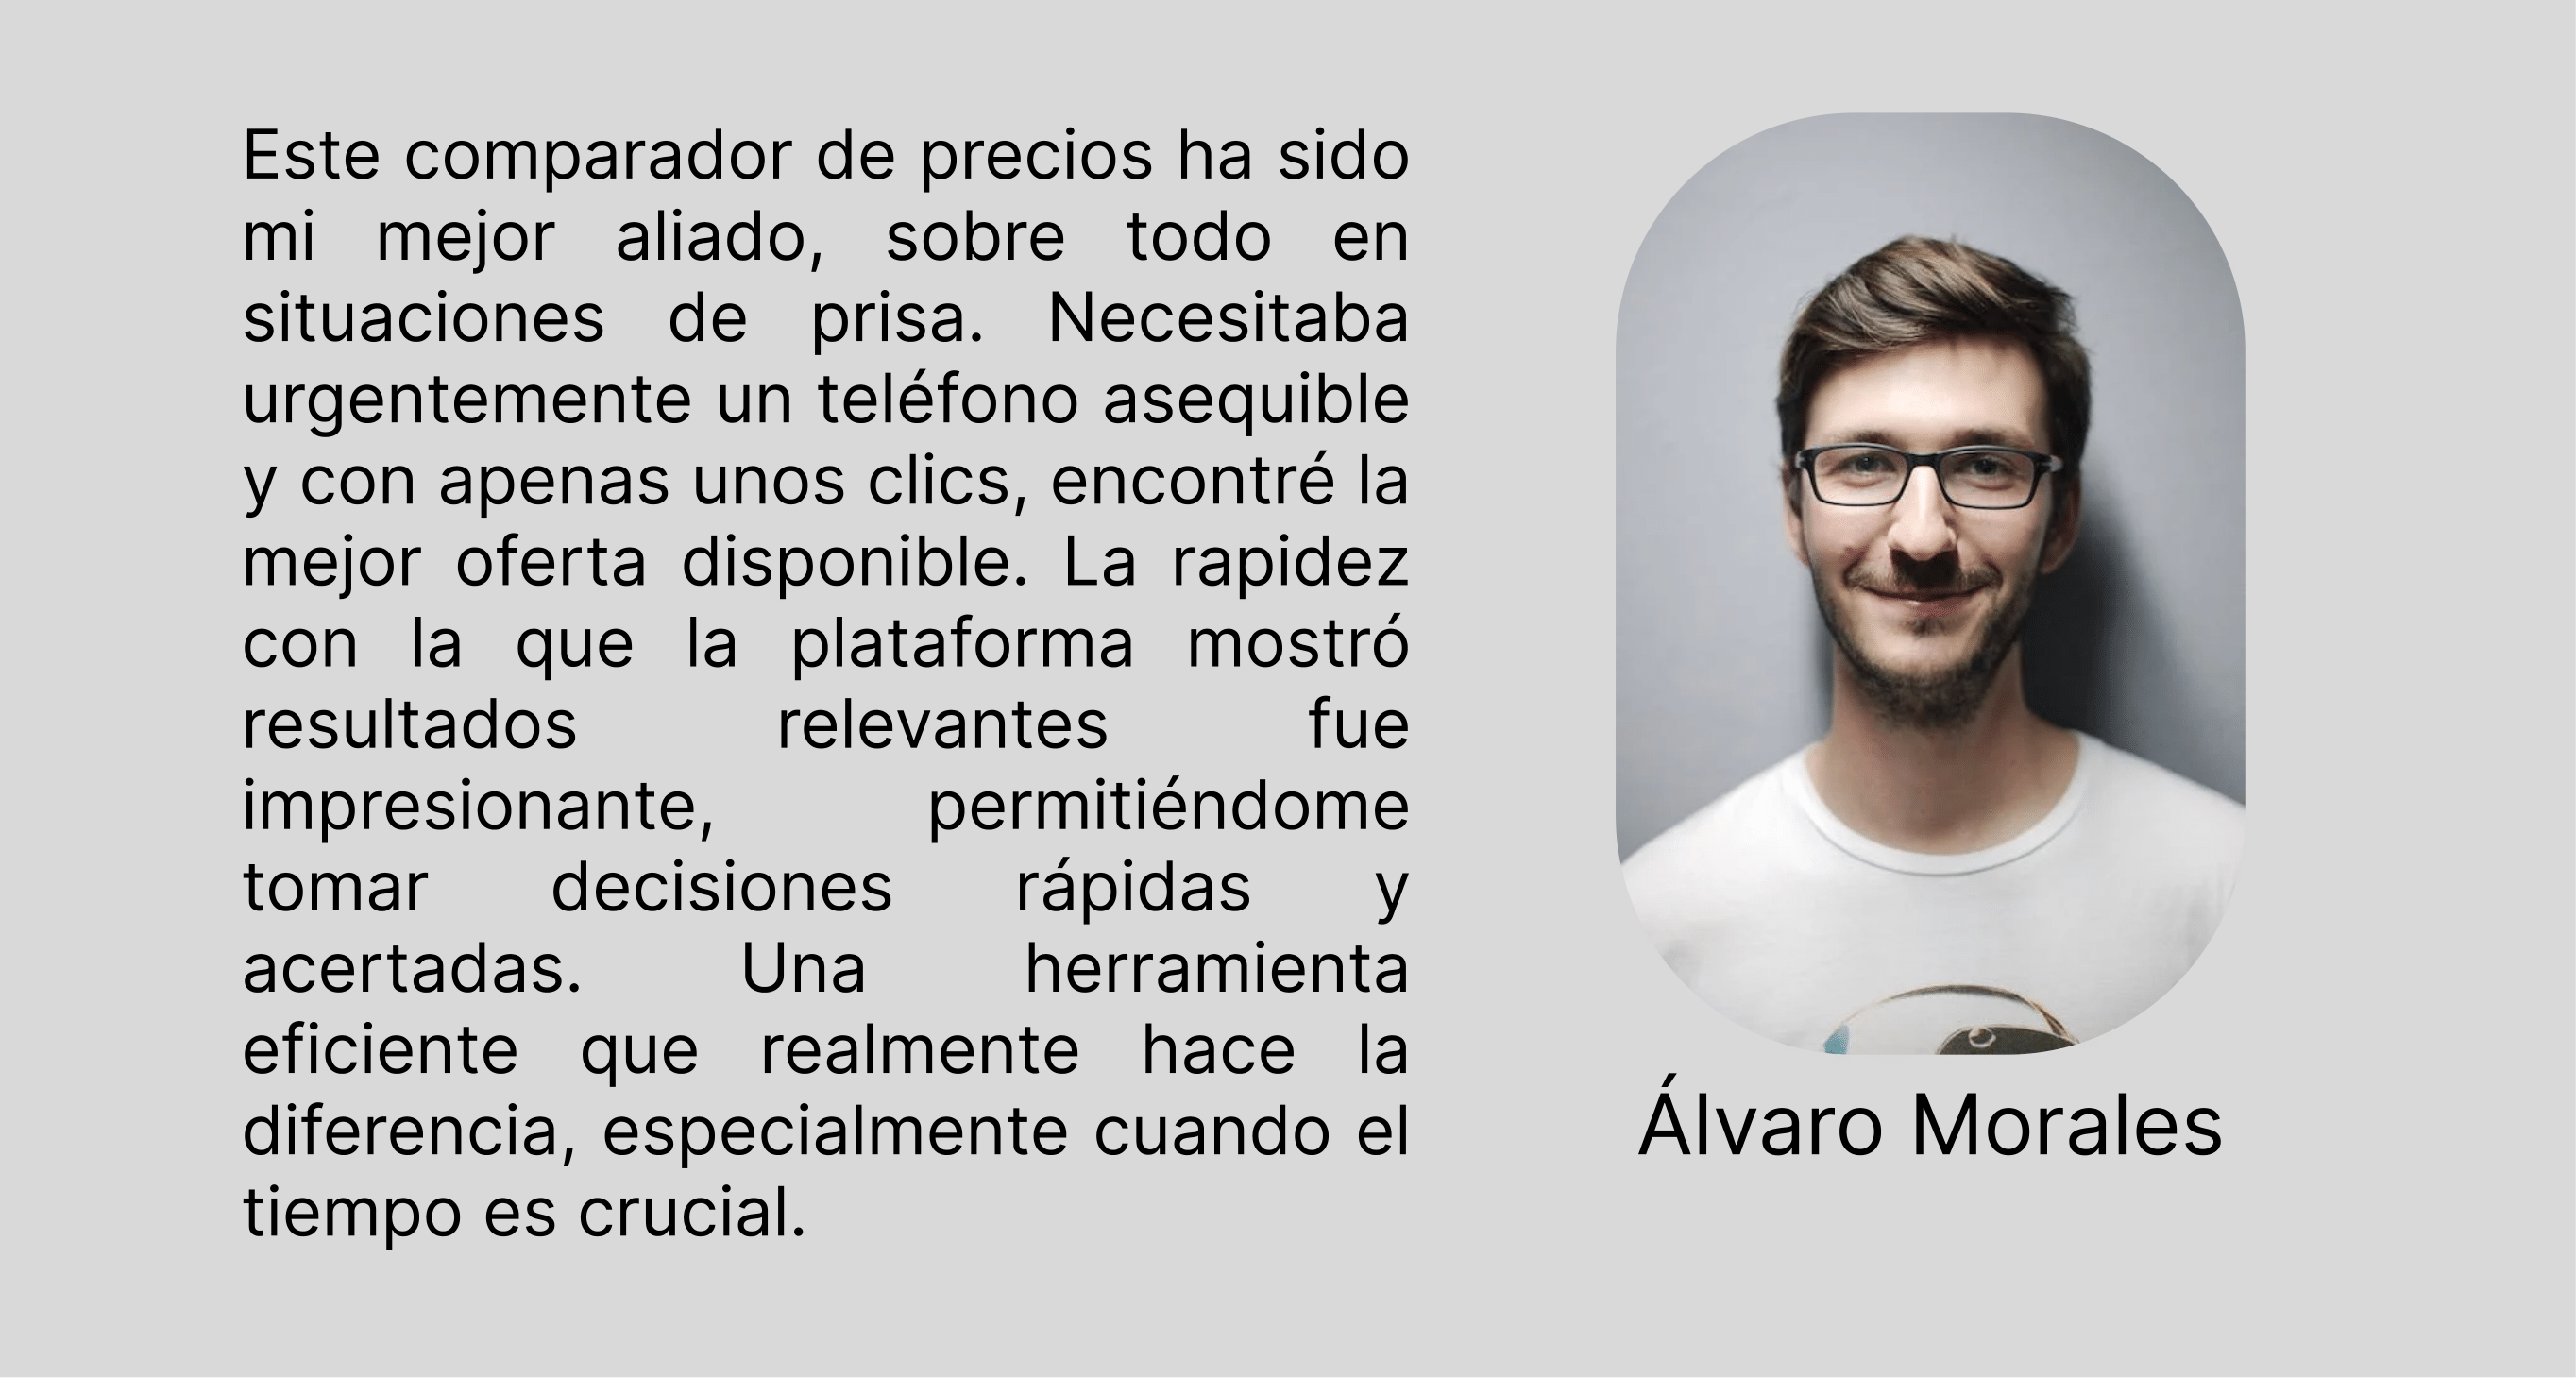 Este comparador de precios ha sido
mi mejor aliado, sobre todo en
situaciones de prisa. Necesitaba
urgentemente un teléfono asequible
y con apenas unos clics, encontré la
mejor oferta disponible. La rapidez
con la que la plataforma mostró
resultados relevantes fue
impresionante, permitiéndome
tomar decisiones rápidas y
acertadas. Una herramienta
eficiente que realmente hace la
diferencia, especialmente cuando el
tiempo es crucial.
Álvaro Morales